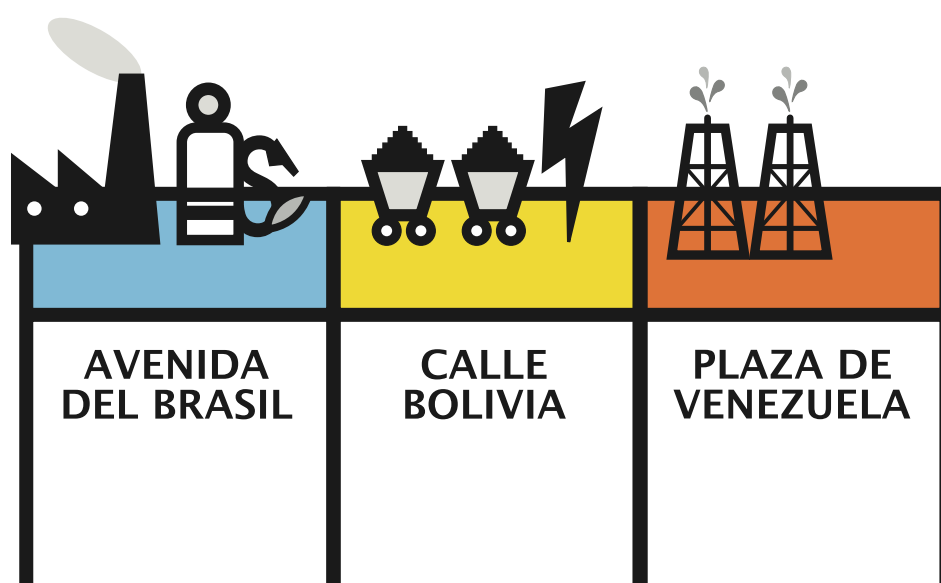 AVENIDA
DEL BRASIL
CALLE
BOLIVIA
PLAZA DE
VENEZUELA